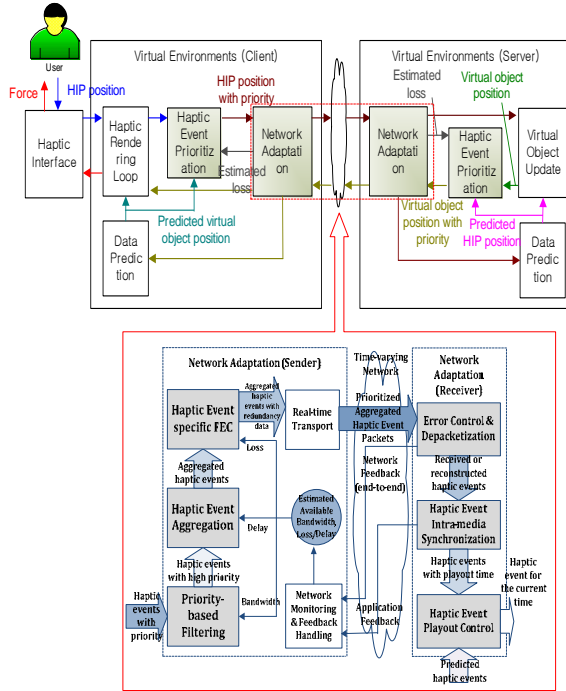 User
Virtual Environments (Client)
Virtual Environments (Server)
Force
HIP position
HIP position
with priority
Estimated
loss
Virtual object
position
Haptic
Interface
Haptic
Rendering
Loop
Haptic
Event
Prioritiz
ation
Network
Adaptati
on
Network
Adaptati
on
Haptic
Event
Prioritiz
ation
Virtual
Object
Update
Estimated
loss
Predicted virtual
object position
Virtual object
position with
priority
Predicted
HIP position
Data
Predic
tion
Data
Predic
tion
Network Adaptation (Sender)
Time-varying
Network
Network
Adaptation
(Receiver)
Haptic Event
specific FEC
Aggregated
haptic
events with
redundancy
data
Real-time
Transport
Prioritized
Aggregated
Haptic Event
Packets
Error Control &
Depacketization
Loss
Aggregated
haptic events
Network
Feedback
(end-to-end)
Received or
reconstructed
haptic events
Haptic Event
Aggregation
Delay
Estimated
Available
Bandwidth,
Loss/Delay
Haptic Event
Intra-media
Synchronization
Haptic events
with high priority
Haptic events
with playout time
Haptic
event for
the current
time
Haptic
events
with
priority
Priority-
based
Filtering
Bandwidth
Network
Monitoring
& Feedback
Handling
Application
Feedback
Haptic Event
Playout Control
Predicted
haptic events